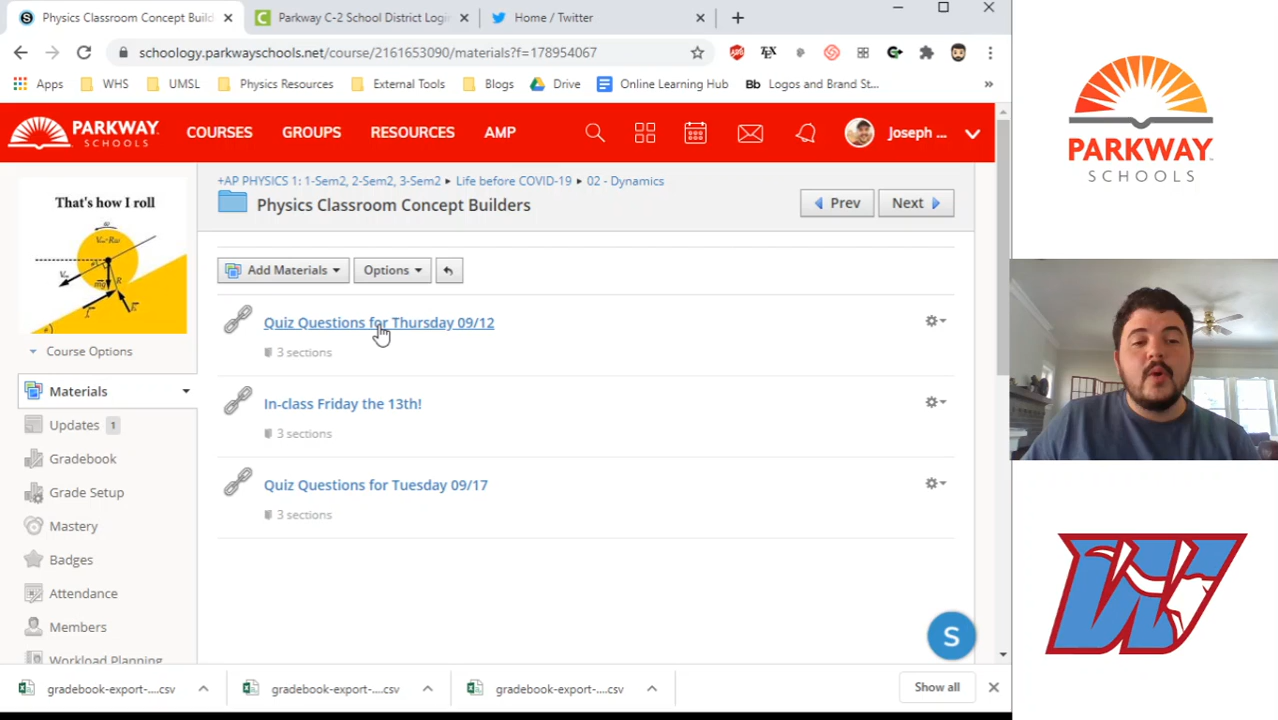 Physics Classroom Concept Build
Parkway C-2 School District Logi
Home / Twitter
schoology.parkwayschools.net/course/2161653090/materials?f=178954067
Apps
WHS
UMSL
Physics Resources
External Tools
Blogs
Drive
Online Learning Hub
Bb Logos and Brand St...
PARKWAY
SCHOOLS
COURSES
GROUPS
RESOURCES
AMP
Joseph ...
That's how I roll
+AP PHYSICS 1: 1-Sem2, 2-Sem2, 3-Sem2 ▸ Life before COVID-19 ▸ 02 - Dynamics
Physics Classroom Concept Builders
Prev
Next
Add Materials
Options
Quiz Questions for Thursday 09/12
3 sections
In-class Friday the 13th!
3 sections
Quiz Questions for Tuesday 09/17
3 sections
Course Options
Materials
Updates 1
Gradebook
Grade Setup
Mastery
Badges
Attendance
Members
Workload Planning
S
gradebook-export-....csv
gradebook-export-....csv
gradebook-export-....csv
Show all
PARKWAY
SCHOOLS
W